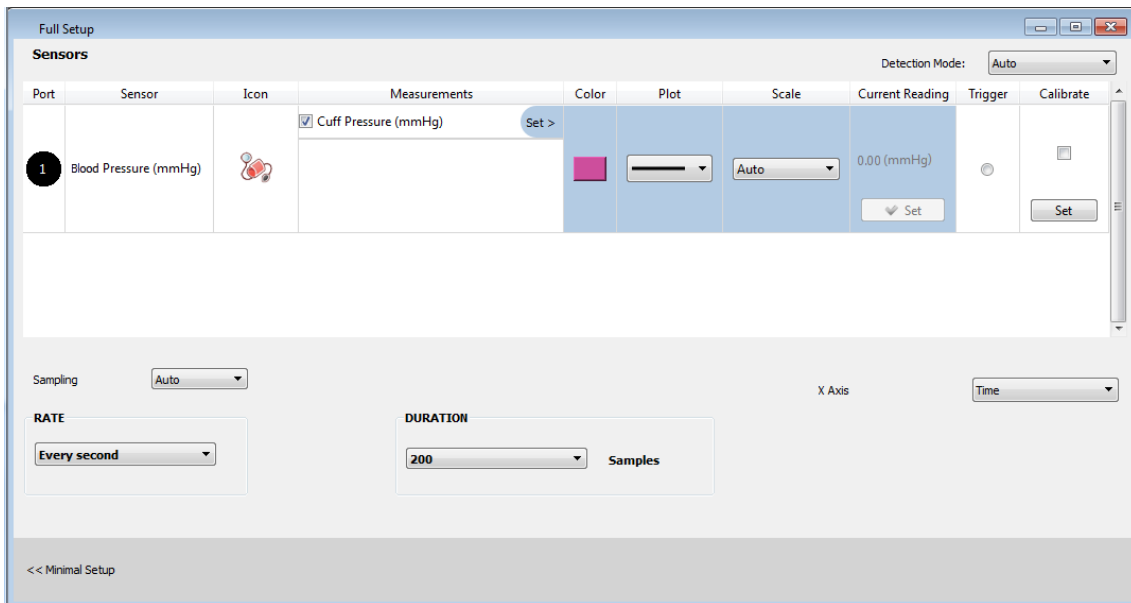 Full Setup
Sensors
Detection Mode: Auto
Port Sensor Icon Measurements Color Plot Scale Current Reading Trigger Calibrate
Cuff Pressure (mmHg) Set >
1 Blood Pressure (mmHg) Auto 0.00 (mmHg)
Set Set
Sampling Auto
X Axis Time
RATE DURATION
Every second 200 Samples
<< Minimal Setup